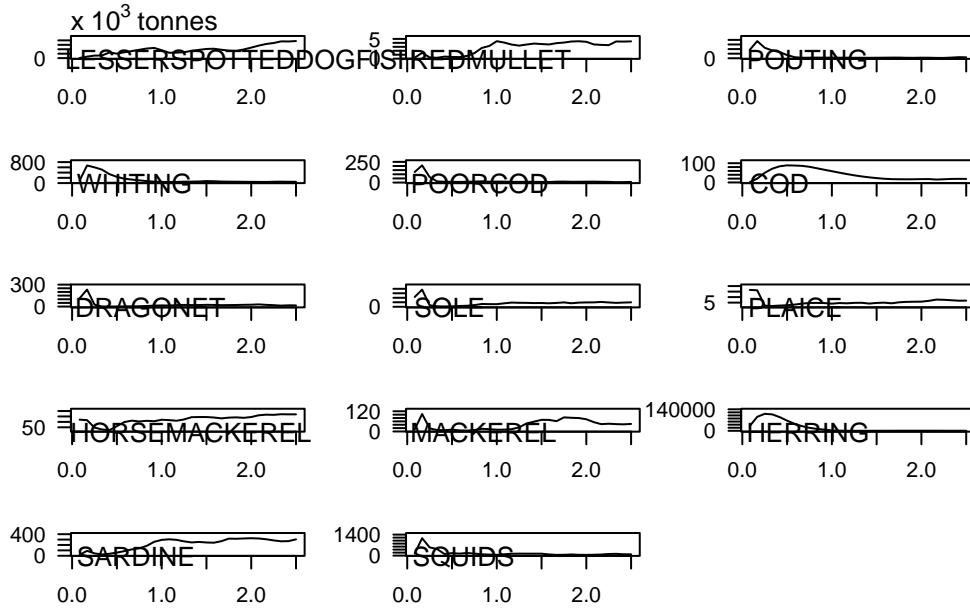 x 10³ tonnes
0 LESSERSPOTTEDDOGFISH 5 0 REDMULLET 0 POUTING
0.0 1.0 2.0 0.0 1.0 2.0 0.0 1.0 2.0
800 0 WHITING 250 0 POORCOD 100 0 COD
0.0 1.0 2.0 0.0 1.0 2.0 0.0 1.0 2.0
300 0 DRAGONET 0 SOLE 5 PLAICE
0.0 1.0 2.0 0.0 1.0 2.0 0.0 1.0 2.0
50 HORSEMACKEREL 120 0 MACKEREL 140000 0 HERRING
0.0 1.0 2.0 0.0 1.0 2.0 0.0 1.0 2.0
400 0 SARDINE 1400 0 SQUIDS
0.0 1.0 2.0 0.0 1.0 2.0